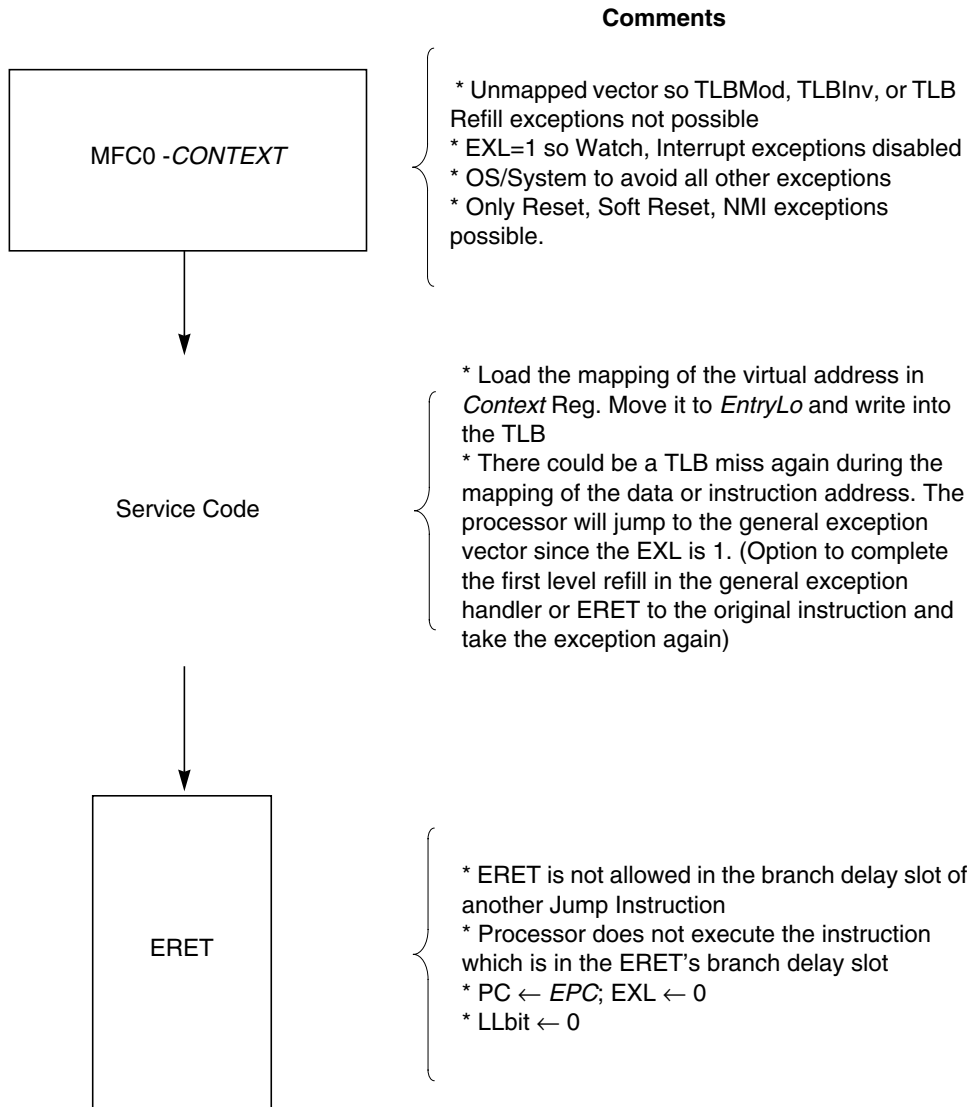 Comments
MFC0 -CONTEXT
* Unmapped vector so TLBMod, TLBInv, or TLB
Refill exceptions not possible
* EXL=1 so Watch, Interrupt exceptions disabled
* OS/System to avoid all other exceptions
* Only Reset, Soft Reset, NMI exceptions
possible.
Service Code
* Load the mapping of the virtual address in
Context Reg. Move it to EntryLo and write into
the TLB
* There could be a TLB miss again during the
mapping of the data or instruction address. The
processor will jump to the general exception
vector since the EXL is 1. (Option to complete
the first level refill in the general exception
handler or ERET to the original instruction and
take the exception again)
ERET
* ERET is not allowed in the branch delay slot of
another Jump Instruction
* Processor does not execute the instruction
which is in the ERET's branch delay slot
* PC ← EPC; EXL ← 0
* LLbit ← 0